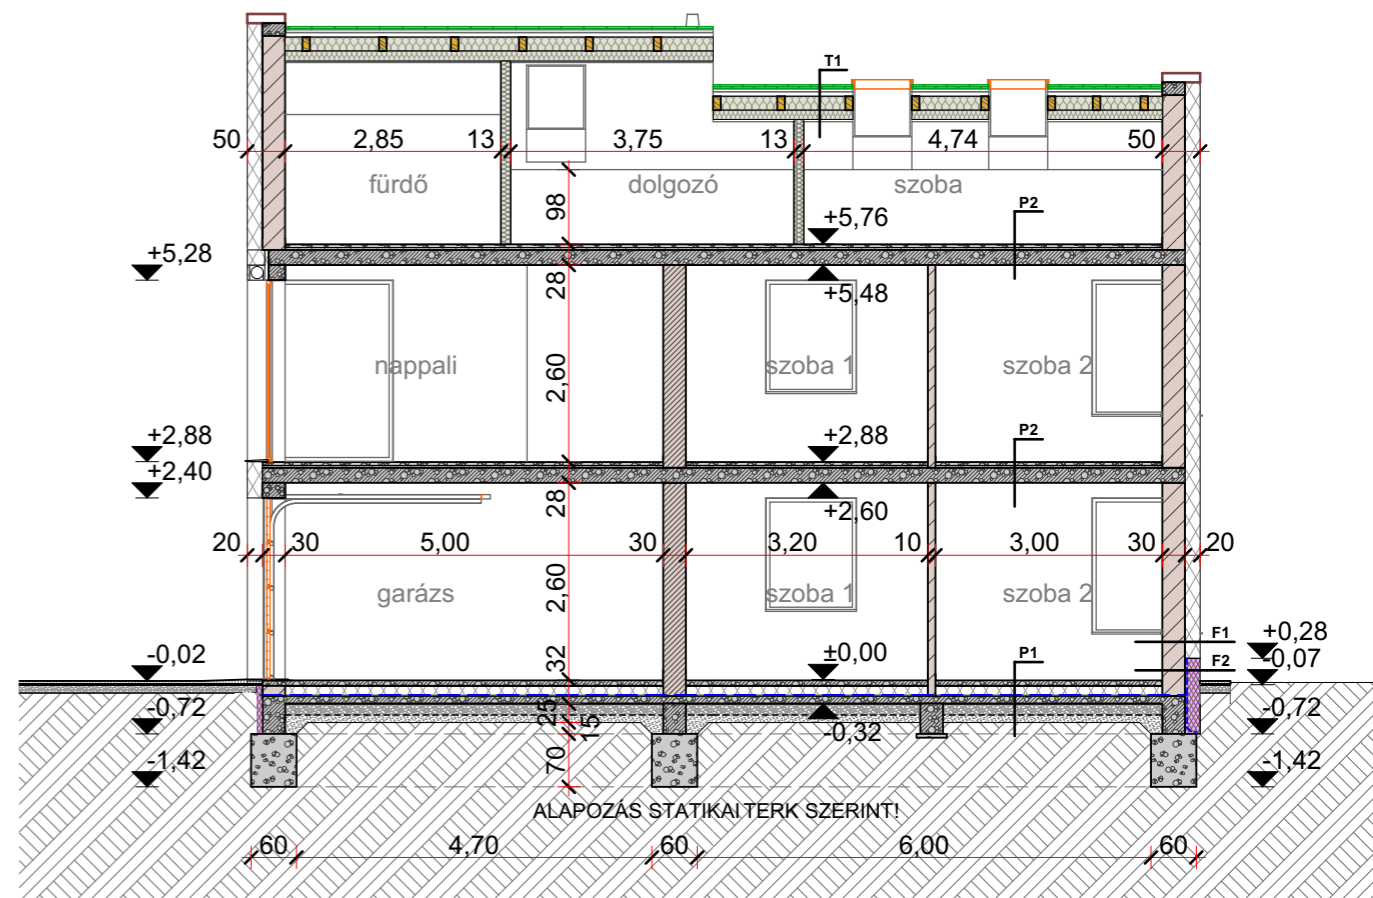 T1
50 2,85 13 3,75 13 4,74 50
fürdő dolgozó szoba
98
P2
+5,76
+5,28
28
+5,48
nappali szoba 1 szoba 2
2,60
+2,88
+2,88
P2
+2,40
28
+2,60
20 30 5,00 30 3,20 10 3,00 30 20
garázs szoba 1 szoba 2
2,60
F1
+0,28
-0,02
32
±0,00
P1
F2
-0,07
-0,72
25
15
-0,32
-0,72
-1,42
70
-1,42
ALAPOZÁS STATIKAI TERK SZERINT!
60 4,70 60 6,00 60